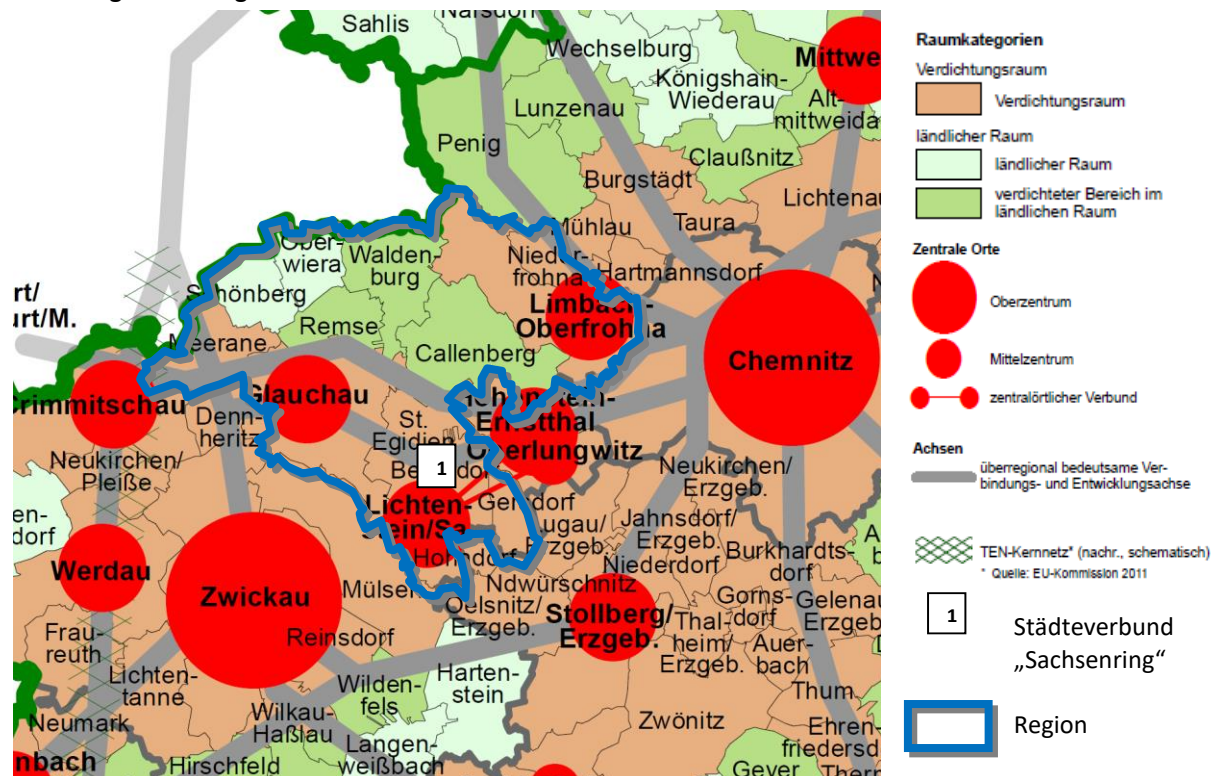 Sahlis
Narsdorf
Wechselburg
Mittwe
Königshain-
Wiederau
Alt-
mittweida
Lunzenau
Penig
Claußnitz
Burgstädt
Lichtenau
Mühlau
Taura
Ober-
wiera
Walden-
burg
Nieder-
frohna
Hartmannsdorf
Schönberg
Limbach-
Oberfrohna
rt/
urt/M.
Remse
Meerane
Callenberg
Chemnitz
Crimmitschau
Glauchau
Hohenstein-
Ernstthal
Oberlungwitz
Denn-
heritz
St.
Egidien
1
Neukirchen/
Pleiße
Neukirchen/
Erzgeb.
Lichten-
stein/Sa.
Gersdorf
Lugau/
Erzgeb.
Jahnsdorf/
Erzgeb.
en-
dorf
Burkhardts-
dorf
Hohndorf
Niederdorf
Werdau
Zwickau
Mülsen
Ndwürschnitz
Oelsnitz/
Erzgeb.
Stollberg/
Erzgeb.
Gorns-
dorf
Gelenau
Erzgeb
Thal-
heim/
Erzgeb.
Auer-
bach
Frau-
reuth
Reinsdorf
Lichten-
tanne
Harten-
stein
Wilden-
fels
Thum
Neumark
Wilkau-
Haßlau
Zwönitz
Ehren-
friedersd
Langen-
weißbach
nbach
Hirschfeld
Geyer
Raumkategorien
Verdichtungsraum
Verdichtungsraum
ländlicher Raum
ländlicher Raum
verdichteter Bereich im
ländlichen Raum
Zentrale Orte
Oberzentrum
Mittelzentrum
zentralörtlicher Verbund
Achsen
überregional bedeutsame Ver-
bindungs- und Entwicklungsachse
TEN-Kernnetz* (nachr., schematisch)
* Quelle: EU-Kommission 2011
1
Städteverbund
„Sachsenring“
Region